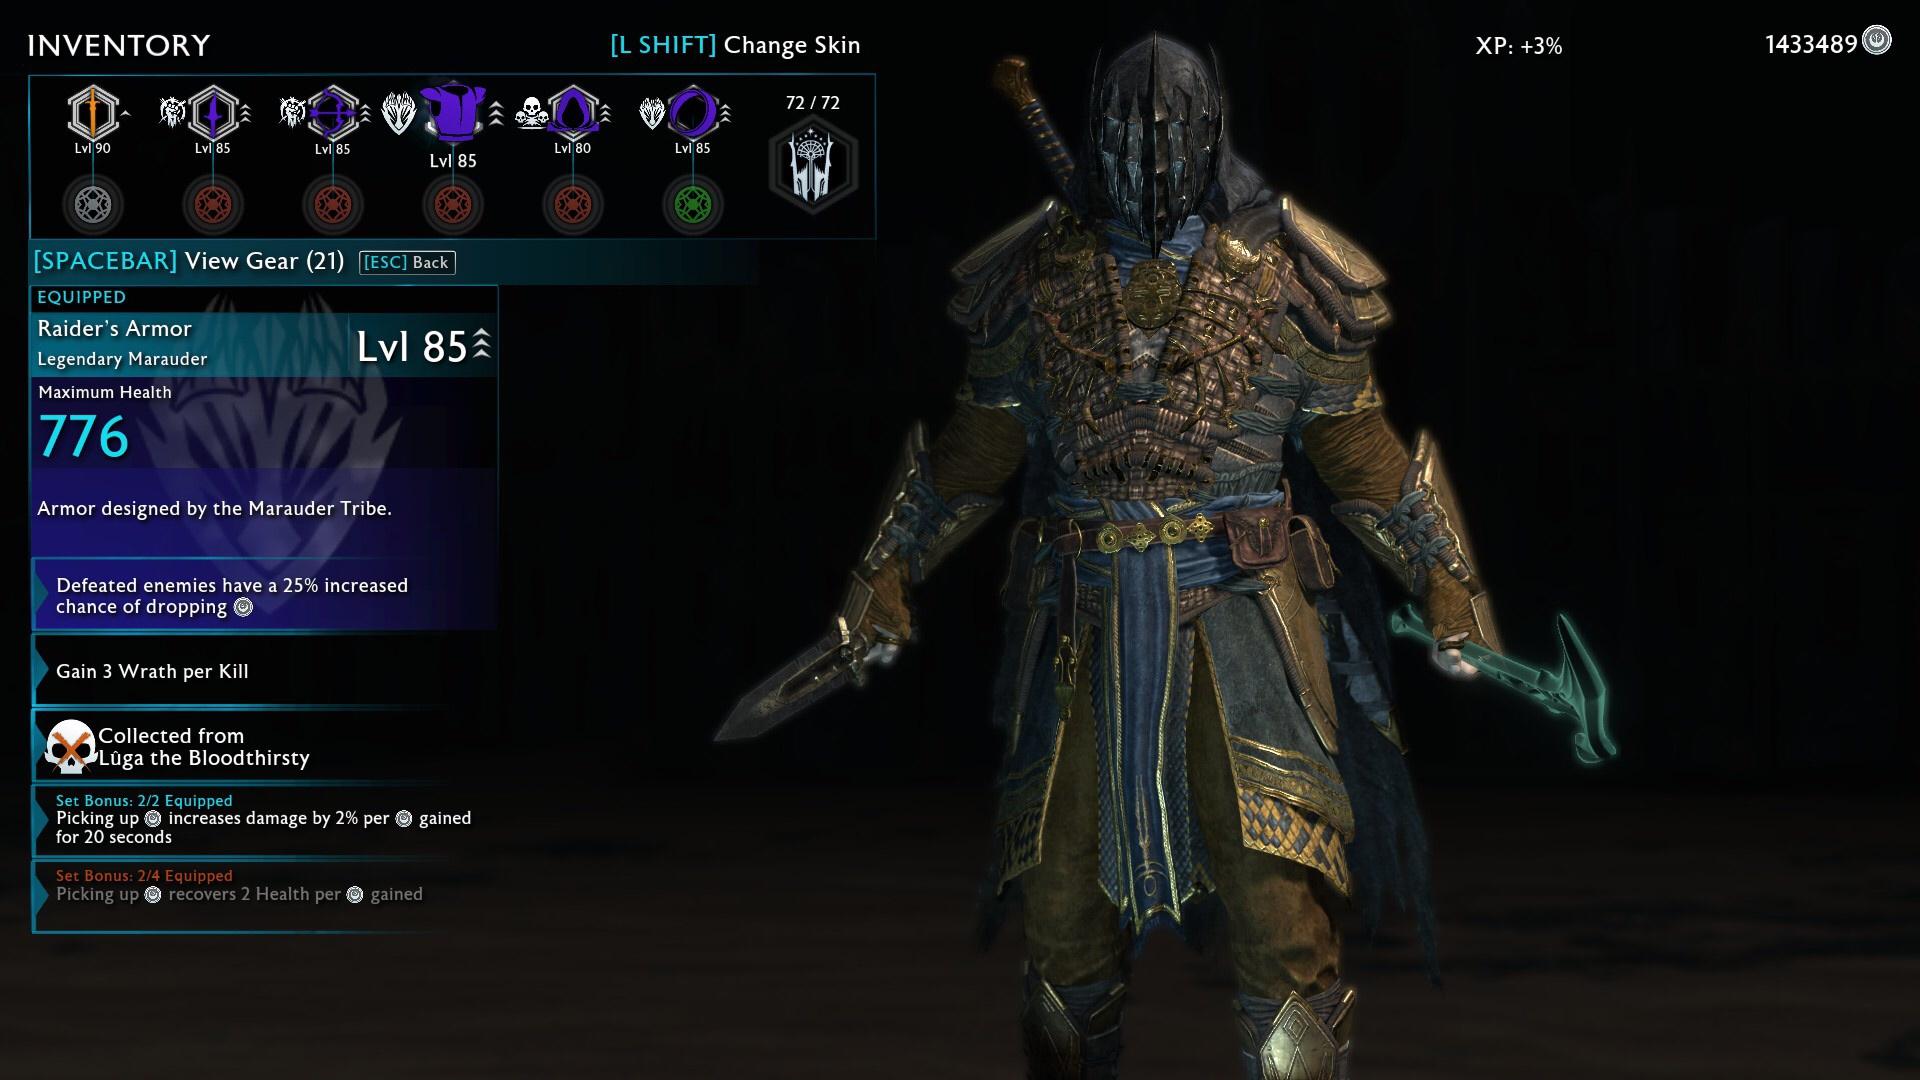 INVENTORY
[L SHIFT] Change Skin
XP: +3%
1433489
Lvl 90
Lvl 85
Lvl 85
Lvl 85
Lvl 80
Lvl 85
72 / 72
[SPACEBAR] View Gear (21) [ESC] Back
EQUIPPED
Raider's Armor
Legendary Marauder
Lvl 85
Maximum Health
776
Armor designed by the Marauder Tribe.
Defeated enemies have a 25% increased
chance of dropping
Gain 3 Wrath per Kill
Collected from
Lûga the Bloodthirsty
Set Bonus: 2/2 Equipped
Picking up increases damage by 2% per gained
for 20 seconds
Set Bonus: 2/4 Equipped
Picking up recovers 2 Health per gained